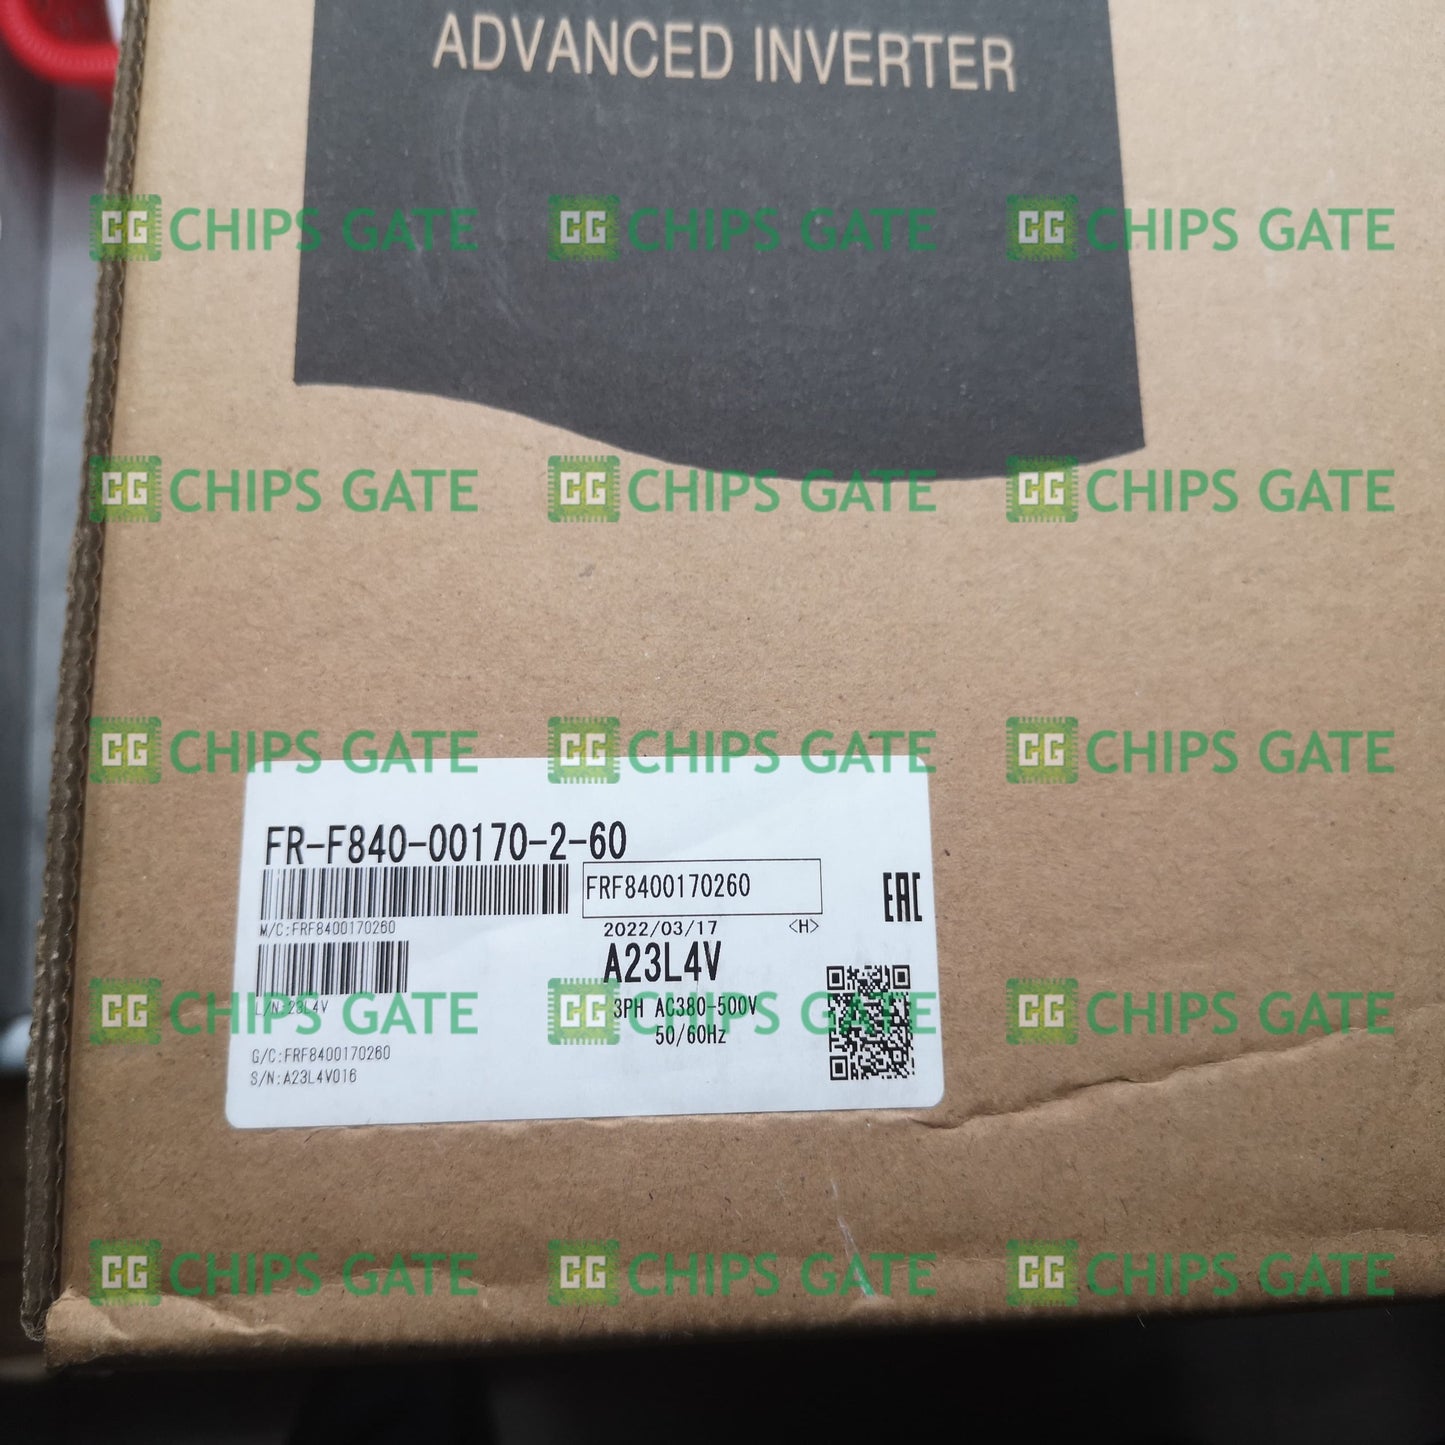 ADVANCED INVERTER
CG CHIPS GATE CG CHIPS GATE CG CHIPS GATE
CG CHIPS GATE CG CHIPS GATE CG CHIPS GATE
CG CHIPS GATE CG CHIPS GATE CG CHIPS GATE
FR-F840-00170-2-60
FRF8400170260
EAC
M/C:FRF8400170260
2022/03/17 <H>
A23L4V
CG CHIPS GATE CG CHIPS GATE CG CHIPS GATE
L/N:23L4V
3PH AC380-500V
50/60Hz
G/C:FRF8400170260
S/N:A23L4V016
CG CHIPS GATE CG CHIPS GATE CG CHIPS GATE